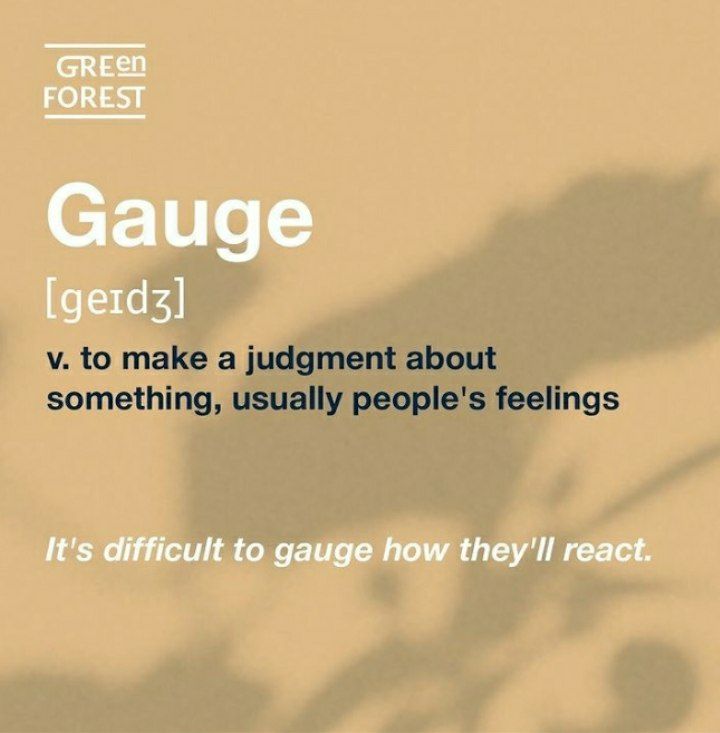 GREen
FOREST
Gauge
[geɪdʒ]
v. to make a judgment about
something, usually people's feelings
It's difficult to gauge how they'll react.